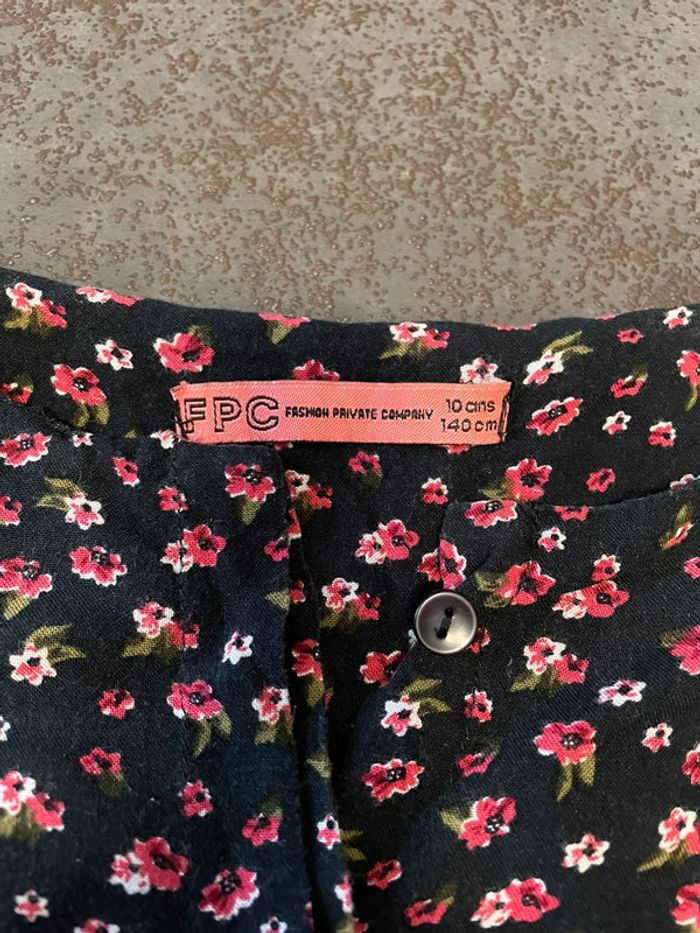 FPC FASHION PRIVATE COMPANY 10 ans
140 cm